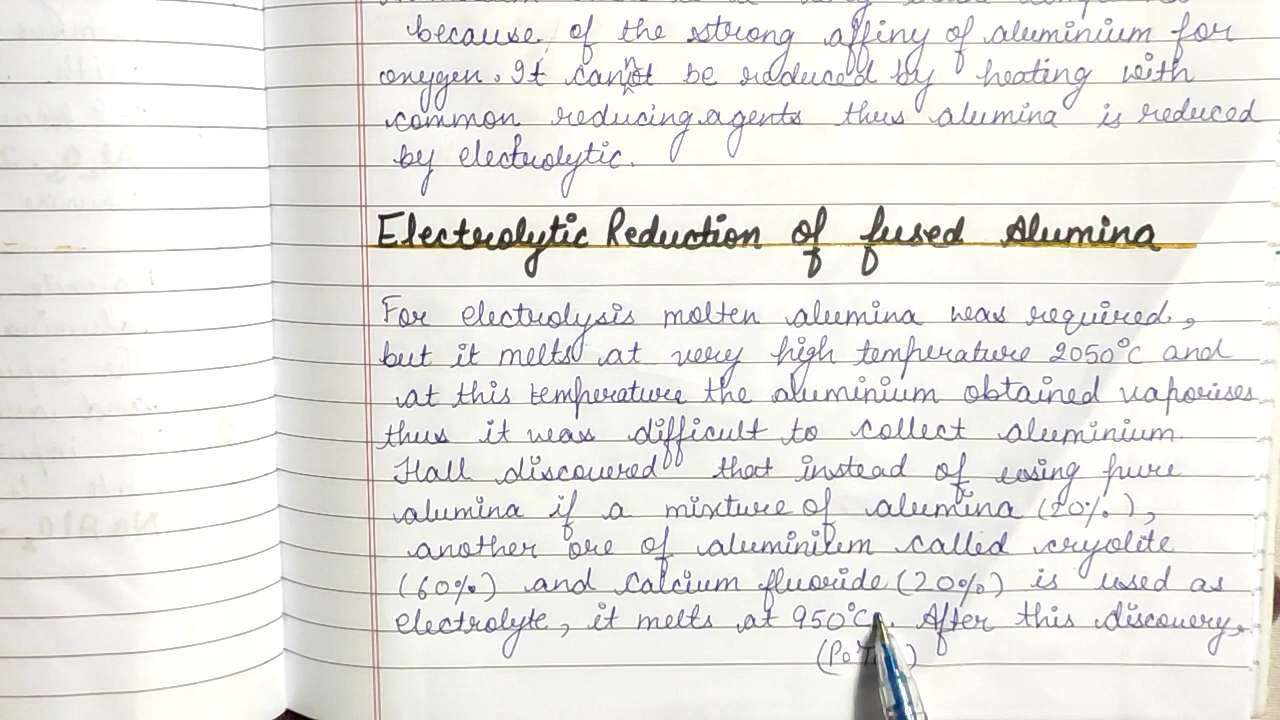 because of the strong affiny of aluminium for
oxygen. It cannot be reduced by heating with
common reducing agents thus alumina is reduced
by electrolytic.
Electrolytic Reduction of fused Alumina
For electrolysis molten alumina was required,
but it melts at very high temperature 2050°C and
at this temperature the aluminium obtained vaporises
thus it was difficult to collect aluminium.
Hall discovered that instead of using pure
alumina if a mixture of alumina (20%),
another ore of aluminium called cryolite
(60%) and calcium fluoride (20%) is used as
electrolyte, it melts at 950°C. After this discovery,